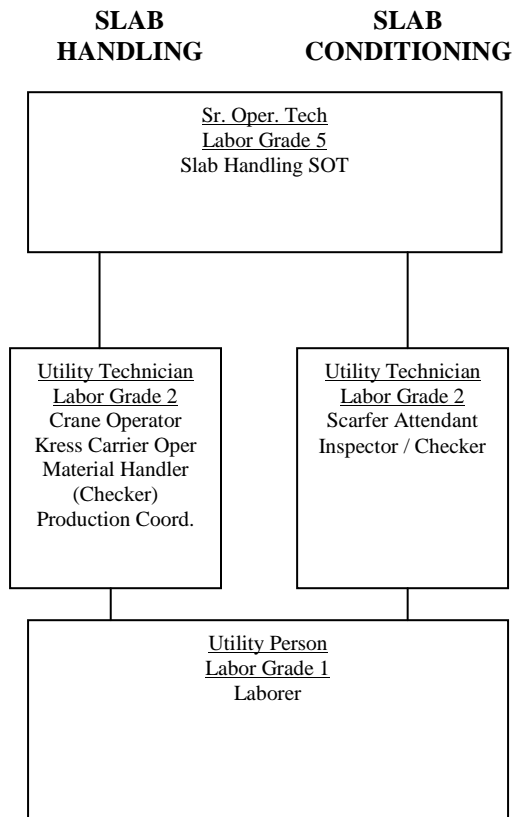 SLAB
HANDLING
SLAB
CONDITIONING
Sr. Oper. Tech
Labor Grade 5
Slab Handling SOT
Utility Technician
Labor Grade 2
Crane Operator
Kress Carrier Oper
Material Handler
(Checker)
Production Coord.
Utility Technician
Labor Grade 2
Scarfer Attendant
Inspector / Checker
Utility Person
Labor Grade 1
Laborer